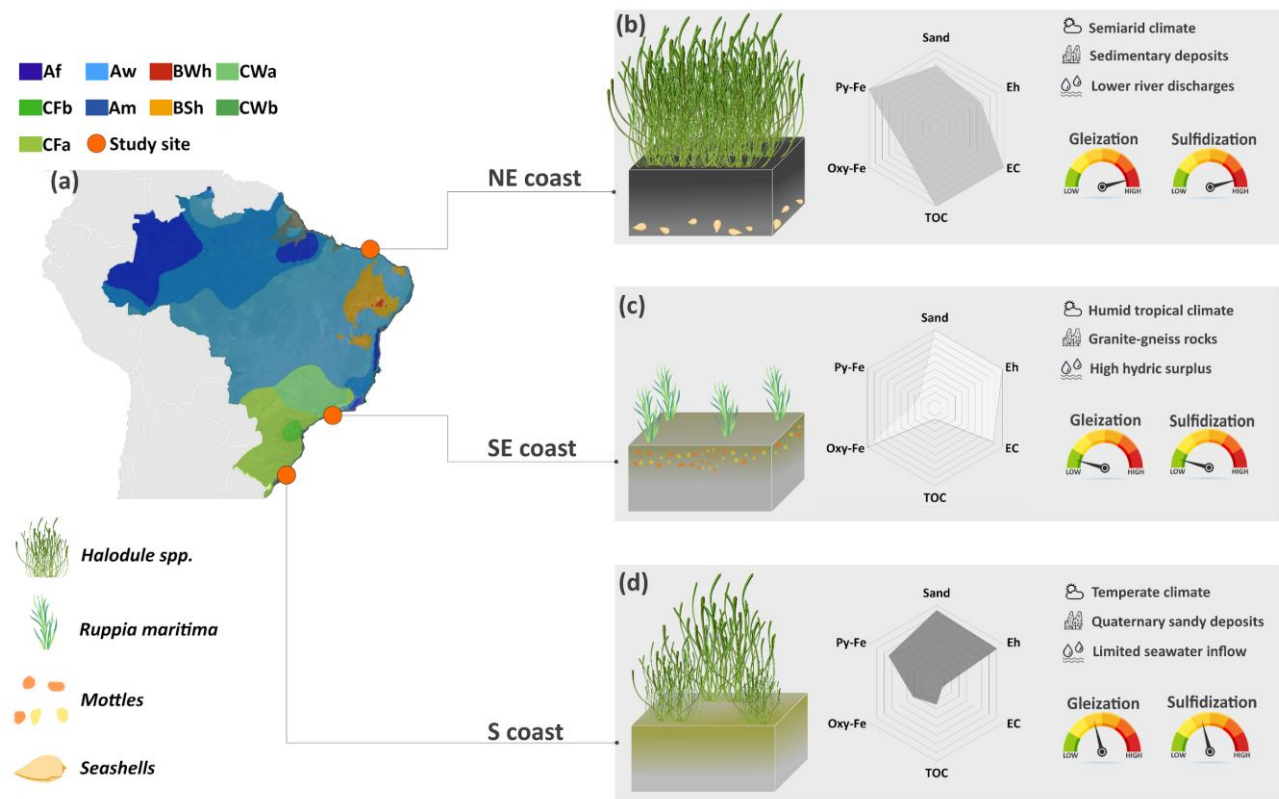 Af Aw BWh CWa
CFb Am BSh CWb
CFa Study site
(a)
NE coast
SE coast
S coast
Halodule spp.
Ruppia maritima
Mottles
Seashells
(b)
Sand
Eh
EC
TOC
Oxy-Fe
Py-Fe
Semiarid climate
Sedimentary deposits
Lower river discharges
Gleization Sulfidization
LOW HIGH LOW HIGH
(c)
Sand
Eh
EC
TOC
Oxy-Fe
Py-Fe
Humid tropical climate
Granite-gneiss rocks
High hydric surplus
Gleization Sulfidization
LOW HIGH LOW HIGH
(d)
Sand
Eh
EC
TOC
Oxy-Fe
Py-Fe
Temperate climate
Quaternary sandy deposits
Limited seawater inflow
Gleization Sulfidization
LOW HIGH LOW HIGH